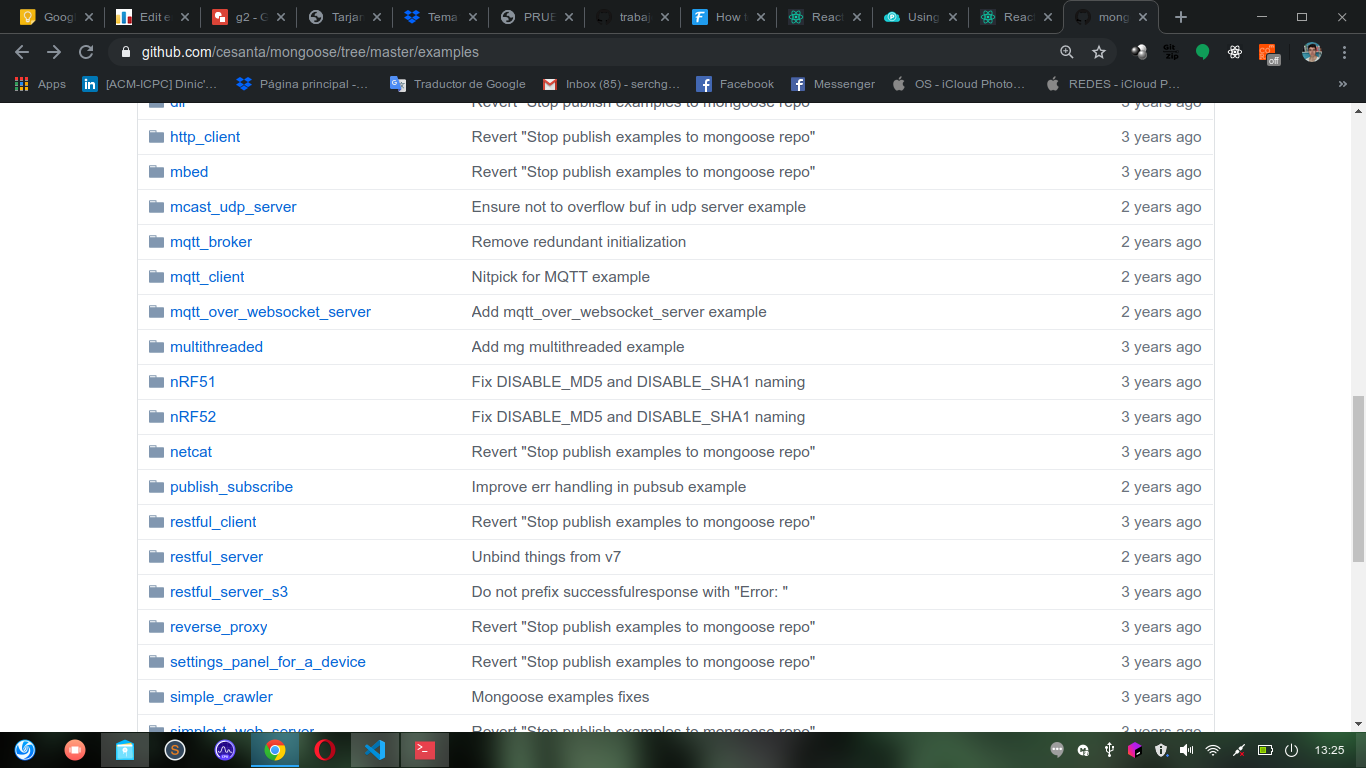 Googl
Edit e
g2 - G
Tarjar
Tema
PRUE
trabaj
How t
React
Using
React
mong
github.com/cesanta/mongoose/tree/master/examples
Apps
[ACM-ICPC] Dinic'…
Página principal -…
Traductor de Google
Inbox (85) - serchg…
Facebook
Messenger
OS - iCloud Photo…
REDES - iCloud P…
»
off
dir Revert "Stop publish examples to mongoose repo" 3 years ago
http_client Revert "Stop publish examples to mongoose repo" 3 years ago
mbed Revert "Stop publish examples to mongoose repo" 3 years ago
mcast_udp_server Ensure not to overflow buf in udp server example 2 years ago
mqtt_broker Remove redundant initialization 2 years ago
mqtt_client Nitpick for MQTT example 2 years ago
mqtt_over_websocket_server Add mqtt_over_websocket_server example 2 years ago
multithreaded Add mg multithreaded example 3 years ago
nRF51 Fix DISABLE_MD5 and DISABLE_SHA1 naming 3 years ago
nRF52 Fix DISABLE_MD5 and DISABLE_SHA1 naming 3 years ago
netcat Revert "Stop publish examples to mongoose repo" 3 years ago
publish_subscribe Improve err handling in pubsub example 2 years ago
restful_client Revert "Stop publish examples to mongoose repo" 3 years ago
restful_server Unbind things from v7 2 years ago
restful_server_s3 Do not prefix successfulresponse with "Error: " 3 years ago
reverse_proxy Revert "Stop publish examples to mongoose repo" 3 years ago
settings_panel_for_a_device Revert "Stop publish examples to mongoose repo" 3 years ago
simple_crawler Mongoose examples fixes 3 years ago
simplest_web_server Revert "Stop publish examples to mongoose repo" 3 years ago
13:25